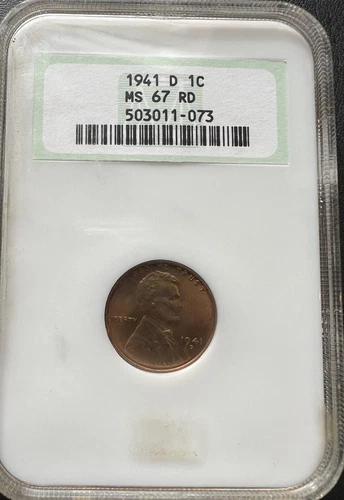 1941 D 1C
MS 67 RD
503011-073
LIBERTY
1941
D